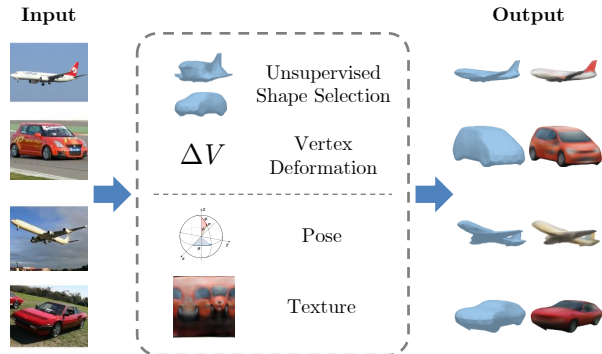 Input
Output
Unsupervised
Shape Selection
ΔV
Vertex
Deformation
Pose
Texture